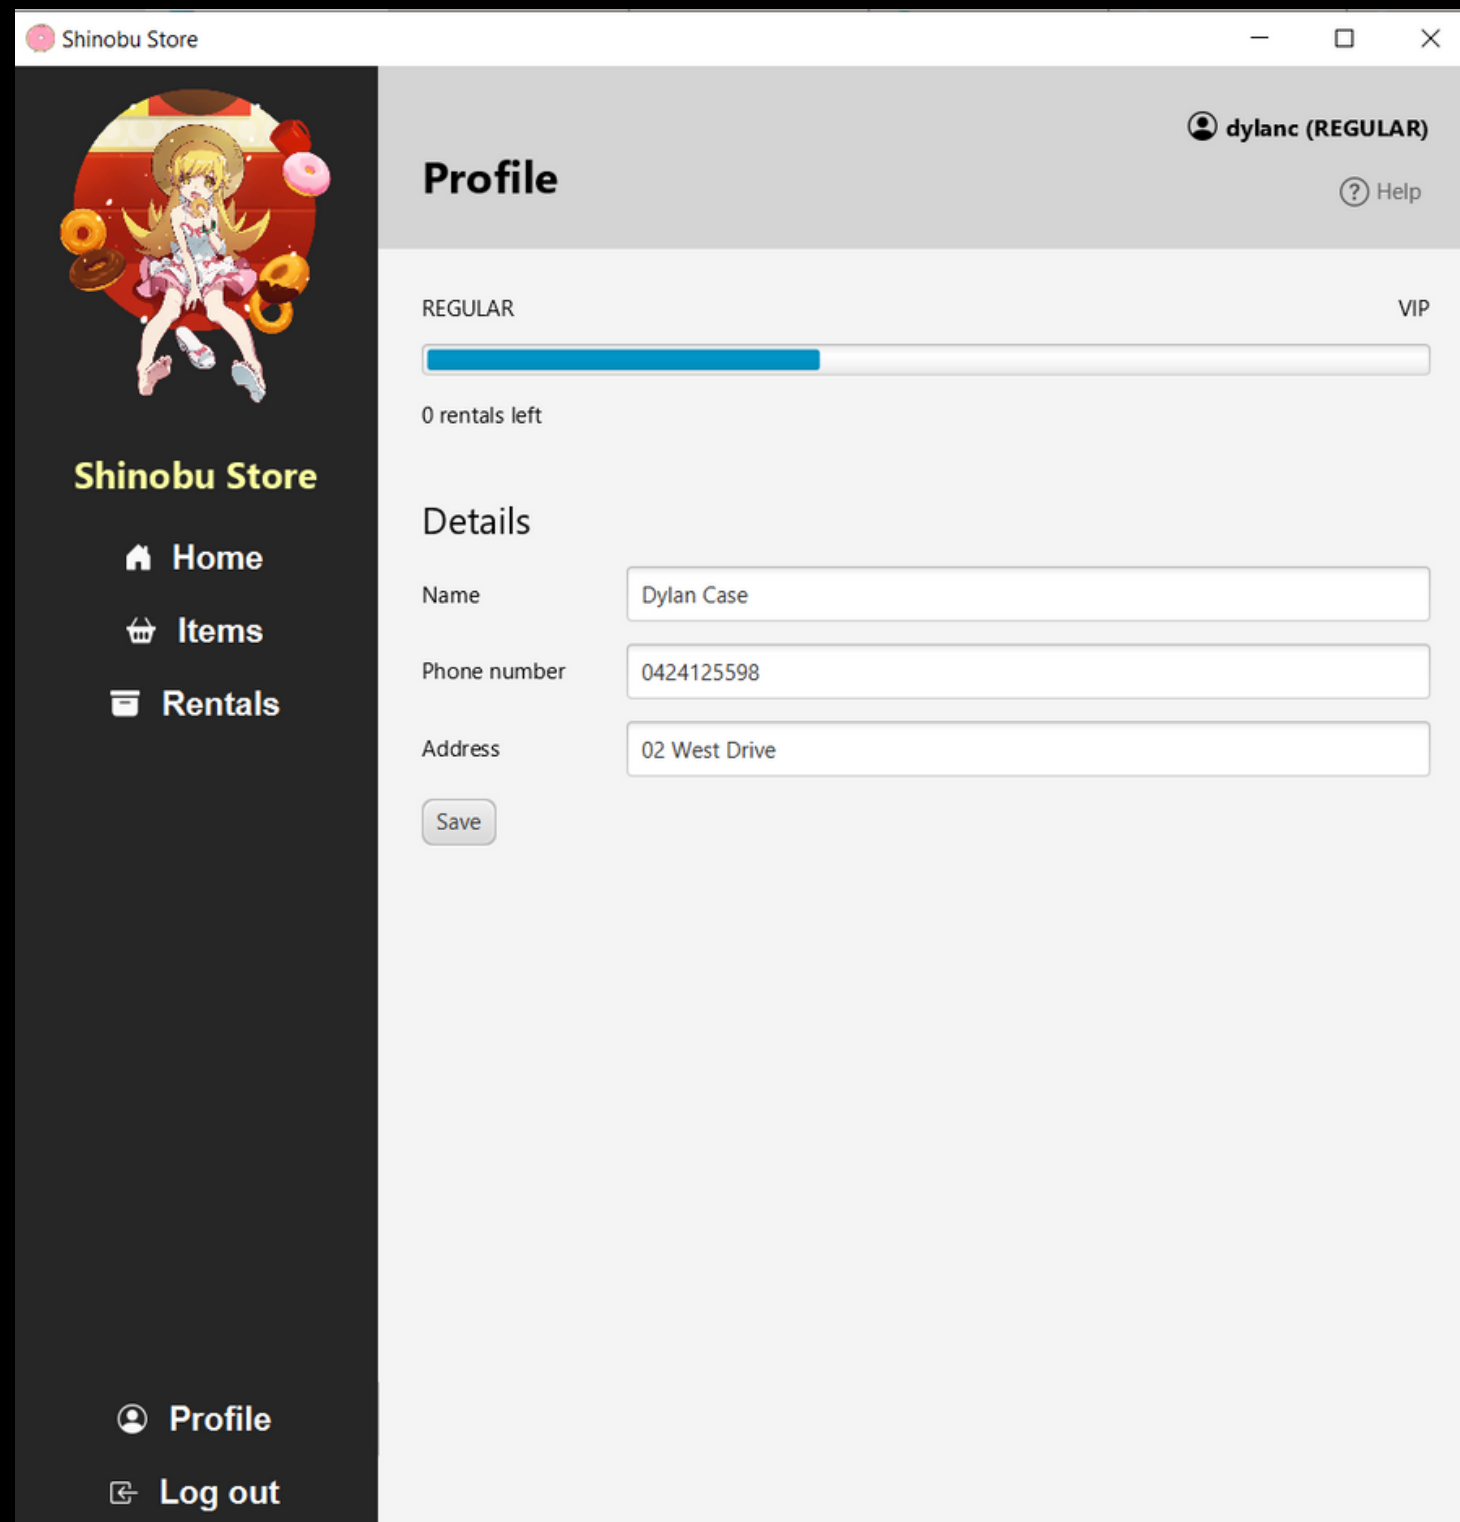 Shinobu Store
dylanc (REGULAR)
Profile
Help
REGULAR
VIP
0 rentals left
Shinobu Store
Home
Items
Rentals
Details
Name
Dylan Case
Phone number
0424125598
Address
02 West Drive
Save
Profile
Log out